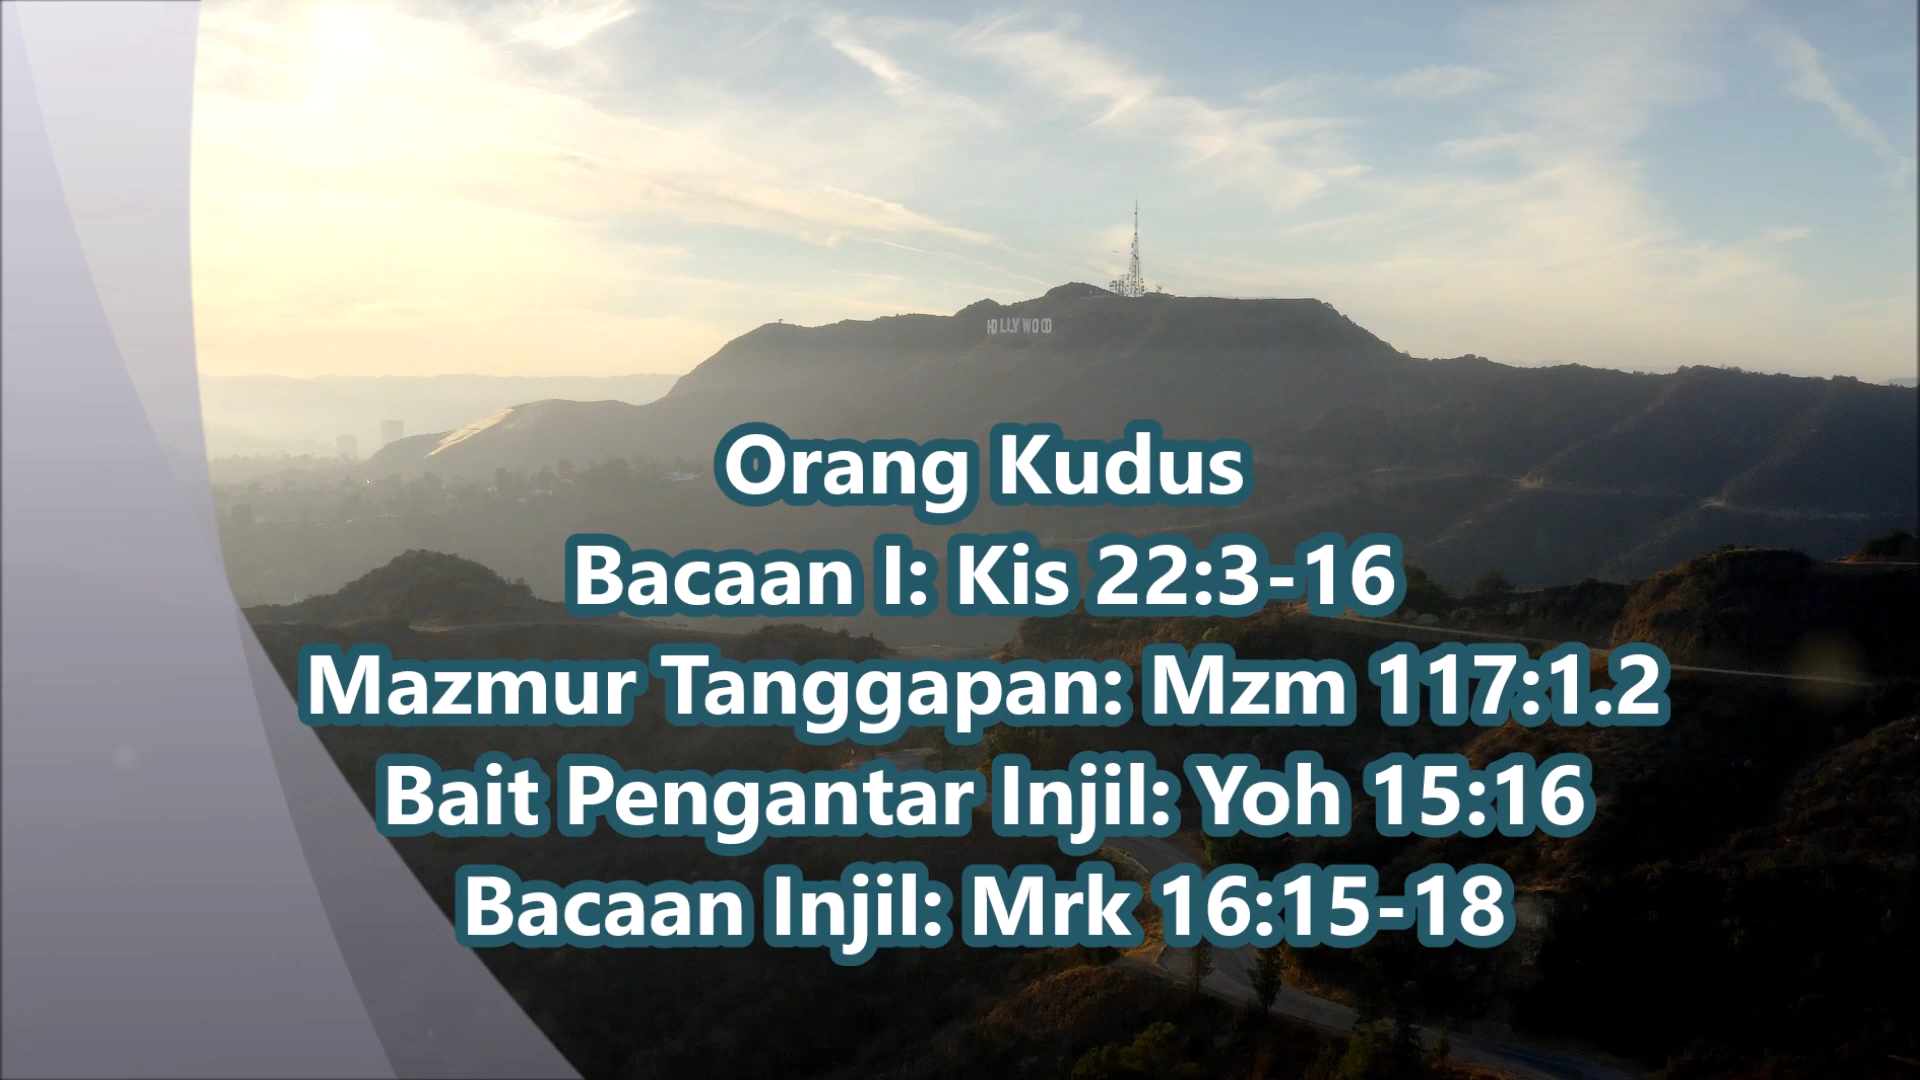 HOLLYWOOD
Orang Kudus
Bacaan I: Kis 22:3-16
Mazmur Tanggapan: Mzm 117:1.2
Bait Pengantar Injil: Yoh 15:16
Bacaan Injil: Mrk 16:15-18